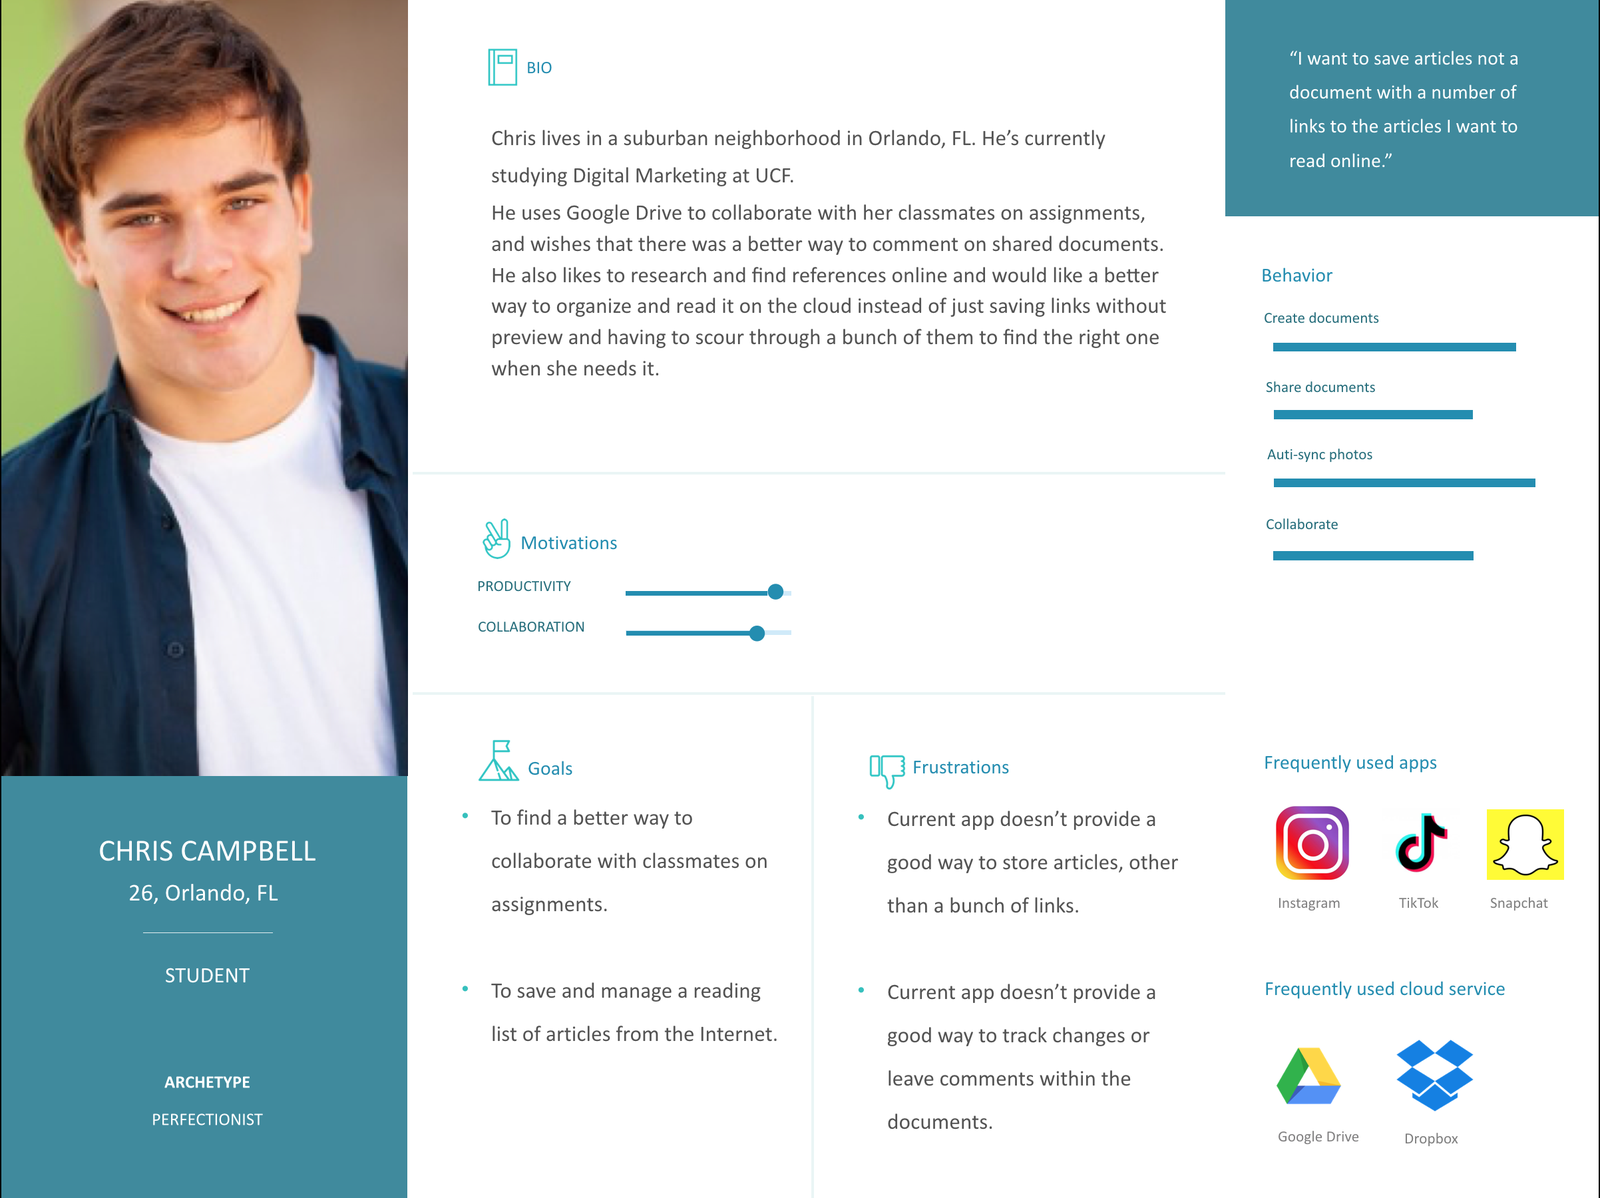 CHRIS CAMPBELL
26, Orlando, FL
STUDENT
ARCHETYPE
PERFECTIONIST
BIO
Chris lives in a suburban neighborhood in Orlando, FL. He’s currently
studying Digital Marketing at UCF.
He uses Google Drive to collaborate with her classmates on assignments,
and wishes that there was a better way to comment on shared documents.
He also likes to research and find references online and would like a better
way to organize and read it on the cloud instead of just saving links without
preview and having to scour through a bunch of them to find the right one
when she needs it.
Motivations
PRODUCTIVITY
COLLABORATION
Goals
• To find a better way to
collaborate with classmates on
assignments.
• To save and manage a reading
list of articles from the Internet.
Frustrations
• Current app doesn’t provide a
good way to store articles, other
than a bunch of links.
• Current app doesn’t provide a
good way to track changes or
leave comments within the
documents.
“I want to save articles not a
document with a number of
links to the articles I want to
read online.”
Behavior
Create documents
Share documents
Auti-sync photos
Collaborate
Frequently used apps
Instagram
TikTok
Snapchat
Frequently used cloud service
Google Drive
Dropbox